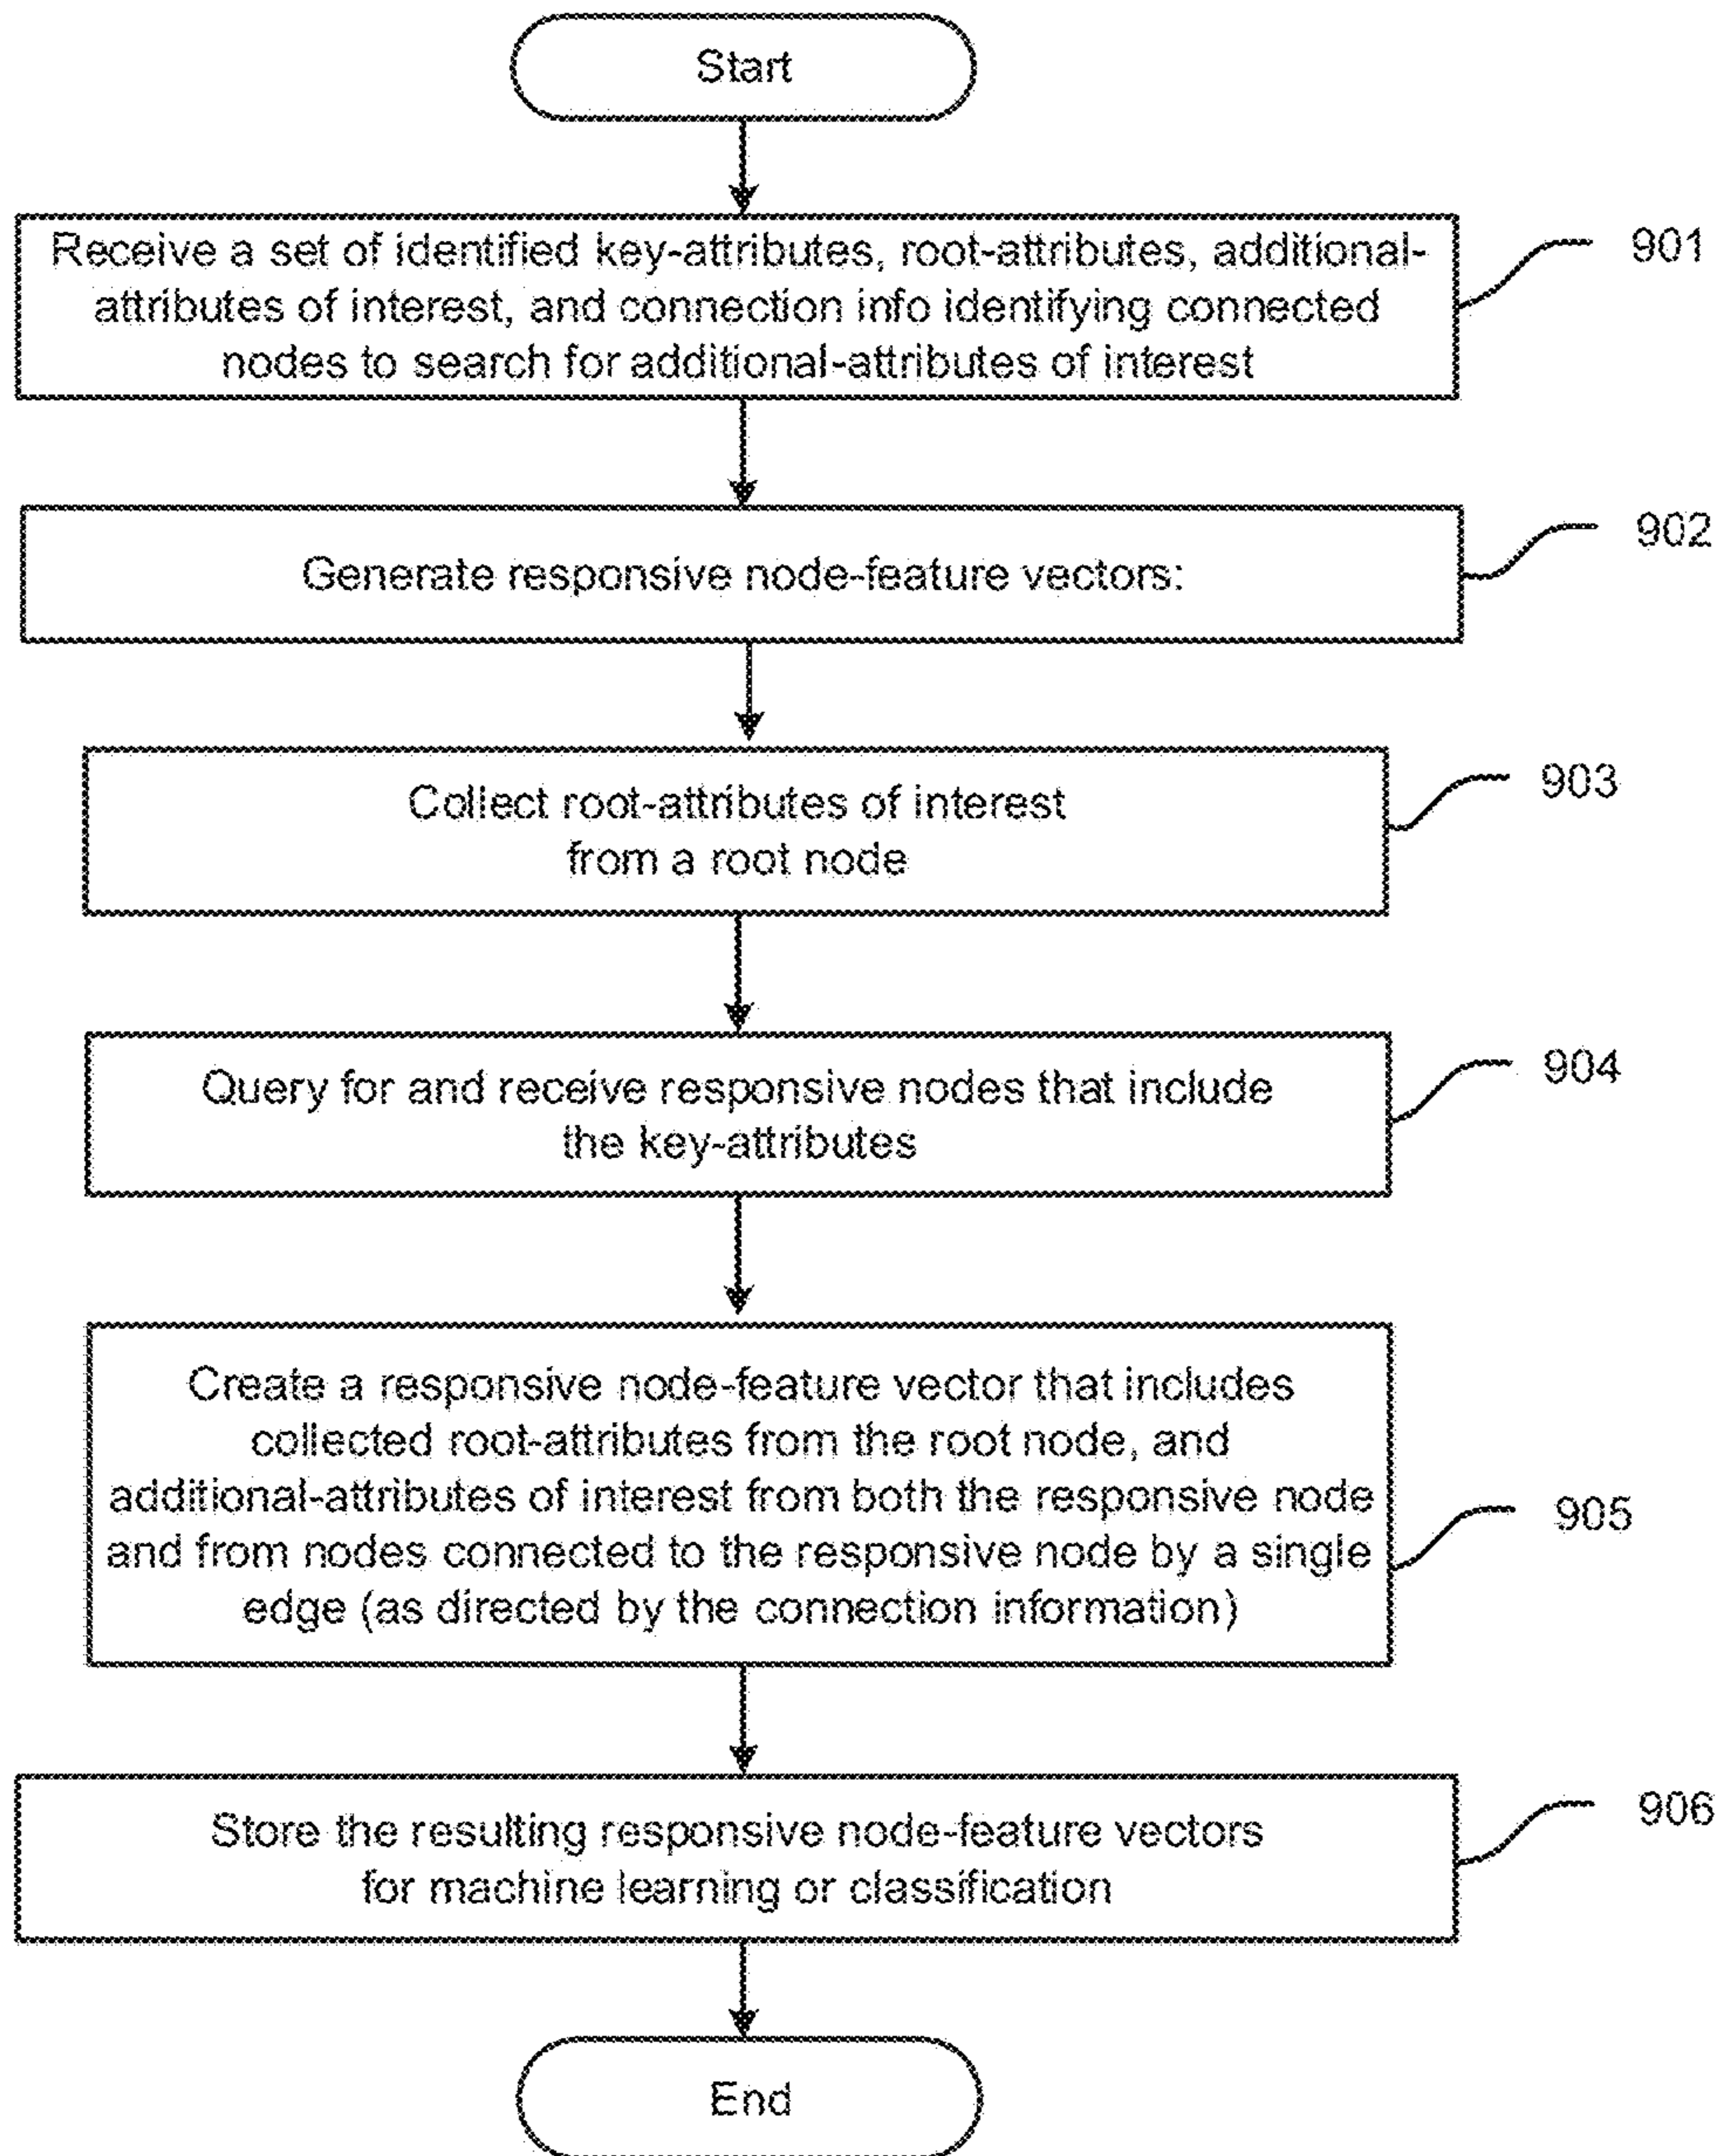 Start
Receive a set of identified key-attributes, root-attributes, additional-
attributes of interest, and connection info identifying connected
nodes to search for additional-attributes of interest
901
Generate responsive node-feature vectors:
902
Collect root-attributes of interest
from a root node
903
Query for and receive responsive nodes that include
the key-attributes
904
Create a responsive node-feature vector that includes
collected root-attributes from the root node, and
additional-attributes of interest from both the responsive node
and from nodes connected to the responsive node by a single
edge (as directed by the connection information)
905
Store the resulting responsive node-feature vectors
for machine learning or classification
906
End